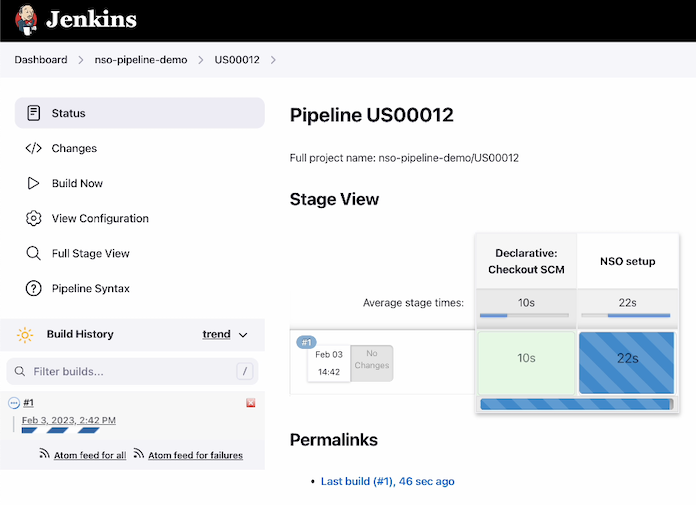 Jenkins
Dashboard
nso-pipeline-demo
US00012
Status
Changes
Build Now
View Configuration
Full Stage View
Pipeline Syntax
Build History
trend
Filter builds...
/
#1
Feb 3, 2023, 2:42 PM
Atom feed for all
Atom feed for failures
Pipeline US00012
Full project name: nso-pipeline-demo/US00012
Stage View
Declarative:
Checkout SCM
NSO setup
Average stage times:
10s
22s
#1
Feb 03
14:42
No
Changes
10s
22s
Permalinks
• Last build (#1), 46 sec ago